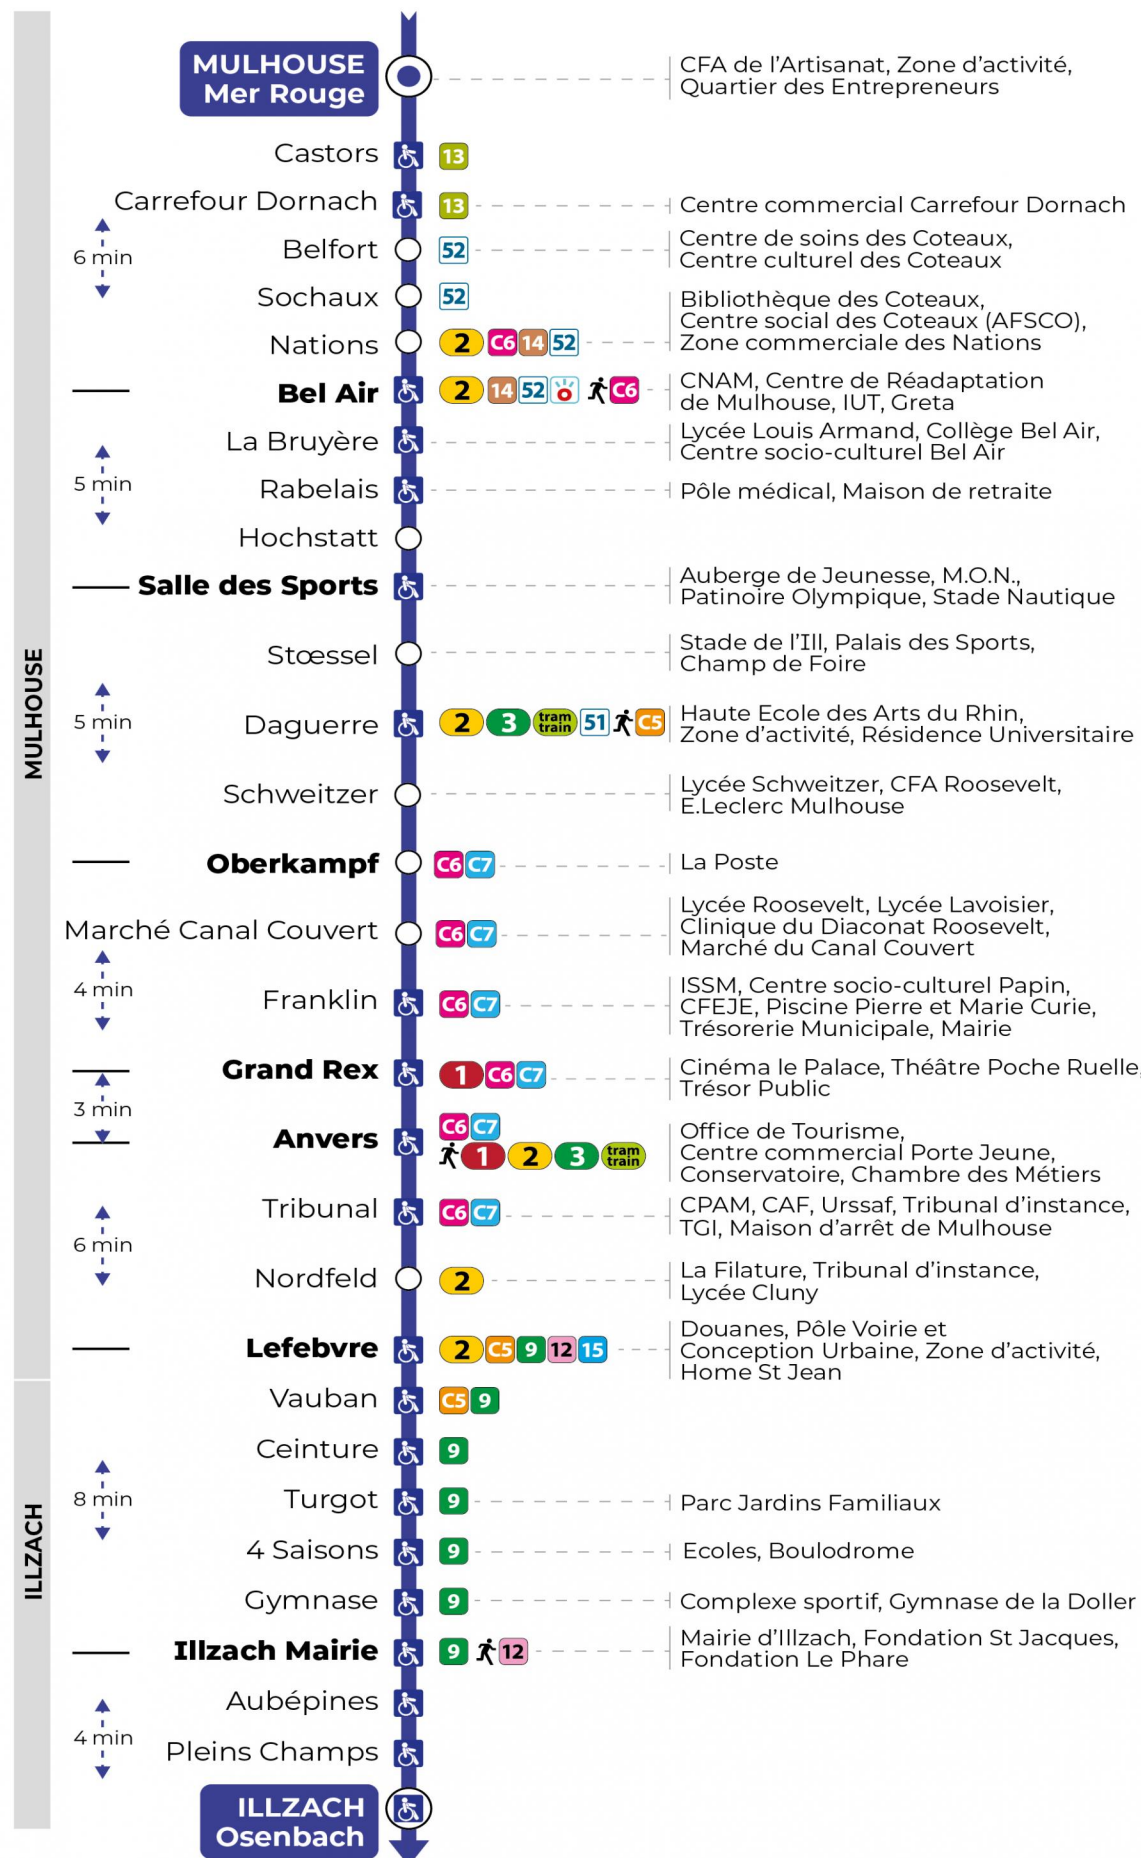 MULHOUSE
Mer Rouge
CFA de l'Artisanat, Zone d'activité,
Quartier des Entrepreneurs
Castors 13
Carrefour Dornach 13 Centre commercial Carrefour Dornach
6 min
Belfort 52
Centre de soins des Coteaux,
Centre culturel des Coteaux
Sochaux 52
Nations 2 C6 14 52
Bibliothèque des Coteaux,
Centre social des Coteaux (AFSCO),
Zone commerciale des Nations
Bel Air 2 14 52 C6
CNAM, Centre de Réadaptation
de Mulhouse, IUT, Greta
La Bruyère
Lycée Louis Armand, Collège Bel Air,
Centre socio-culturel Bel Air
5 min
Rabelais Pôle médical, Maison de retraite
Hochstatt
Salle des Sports
Auberge de Jeunesse, M.O.N.,
Patinoire Olympique, Stade Nautique
MULHOUSE
Stœssel
Stade de l'Ill, Palais des Sports,
Champ de Foire
5 min
Daguerre 2 3 tram train 51 C5
Haute Ecole des Arts du Rhin,
Zone d'activité, Résidence Universitaire
Schweitzer
Lycée Schweitzer, CFA Roosevelt,
E.Leclerc Mulhouse
Oberkampf C6 C7 La Poste
Marché Canal Couvert C6 C7
Lycée Roosevelt, Lycée Lavoisier,
Clinique du Diaconat Roosevelt,
Marché du Canal Couvert
4 min
Franklin C6 C7
ISSM, Centre socio-culturel Papin,
CFEJE, Piscine Pierre et Marie Curie,
Trésorerie Municipale, Mairie
Grand Rex 1 C6 C7
Cinéma le Palace, Théâtre Poche Ruelle,
Trésor Public
3 min
Anvers
C6 C7
1 2 3 tram train
Office de Tourisme,
Centre commercial Porte Jeune,
Conservatoire, Chambre des Métiers
Tribunal C6 C7
CPAM, CAF, Urssaf, Tribunal d'instance,
TGI, Maison d'arrêt de Mulhouse
6 min
Nordfeld 2
La Filature, Tribunal d'instance,
Lycée Cluny
Lefebvre 2 C5 9 12 15
Douanes, Pôle Voirie et
Conception Urbaine, Zone d'activité,
Home St Jean
Vauban C5 9
Ceinture 9
8 min
Turgot 9 Parc Jardins Familiaux
ILLZACH
4 Saisons 9 Ecoles, Boulodrome
Gymnase 9 Complexe sportif, Gymnase de la Doller
Illzach Mairie 9 12
Mairie d'Illzach, Fondation St Jacques,
Fondation Le Phare
Aubépines
4 min
Pleins Champs
ILLZACH
Osenbach